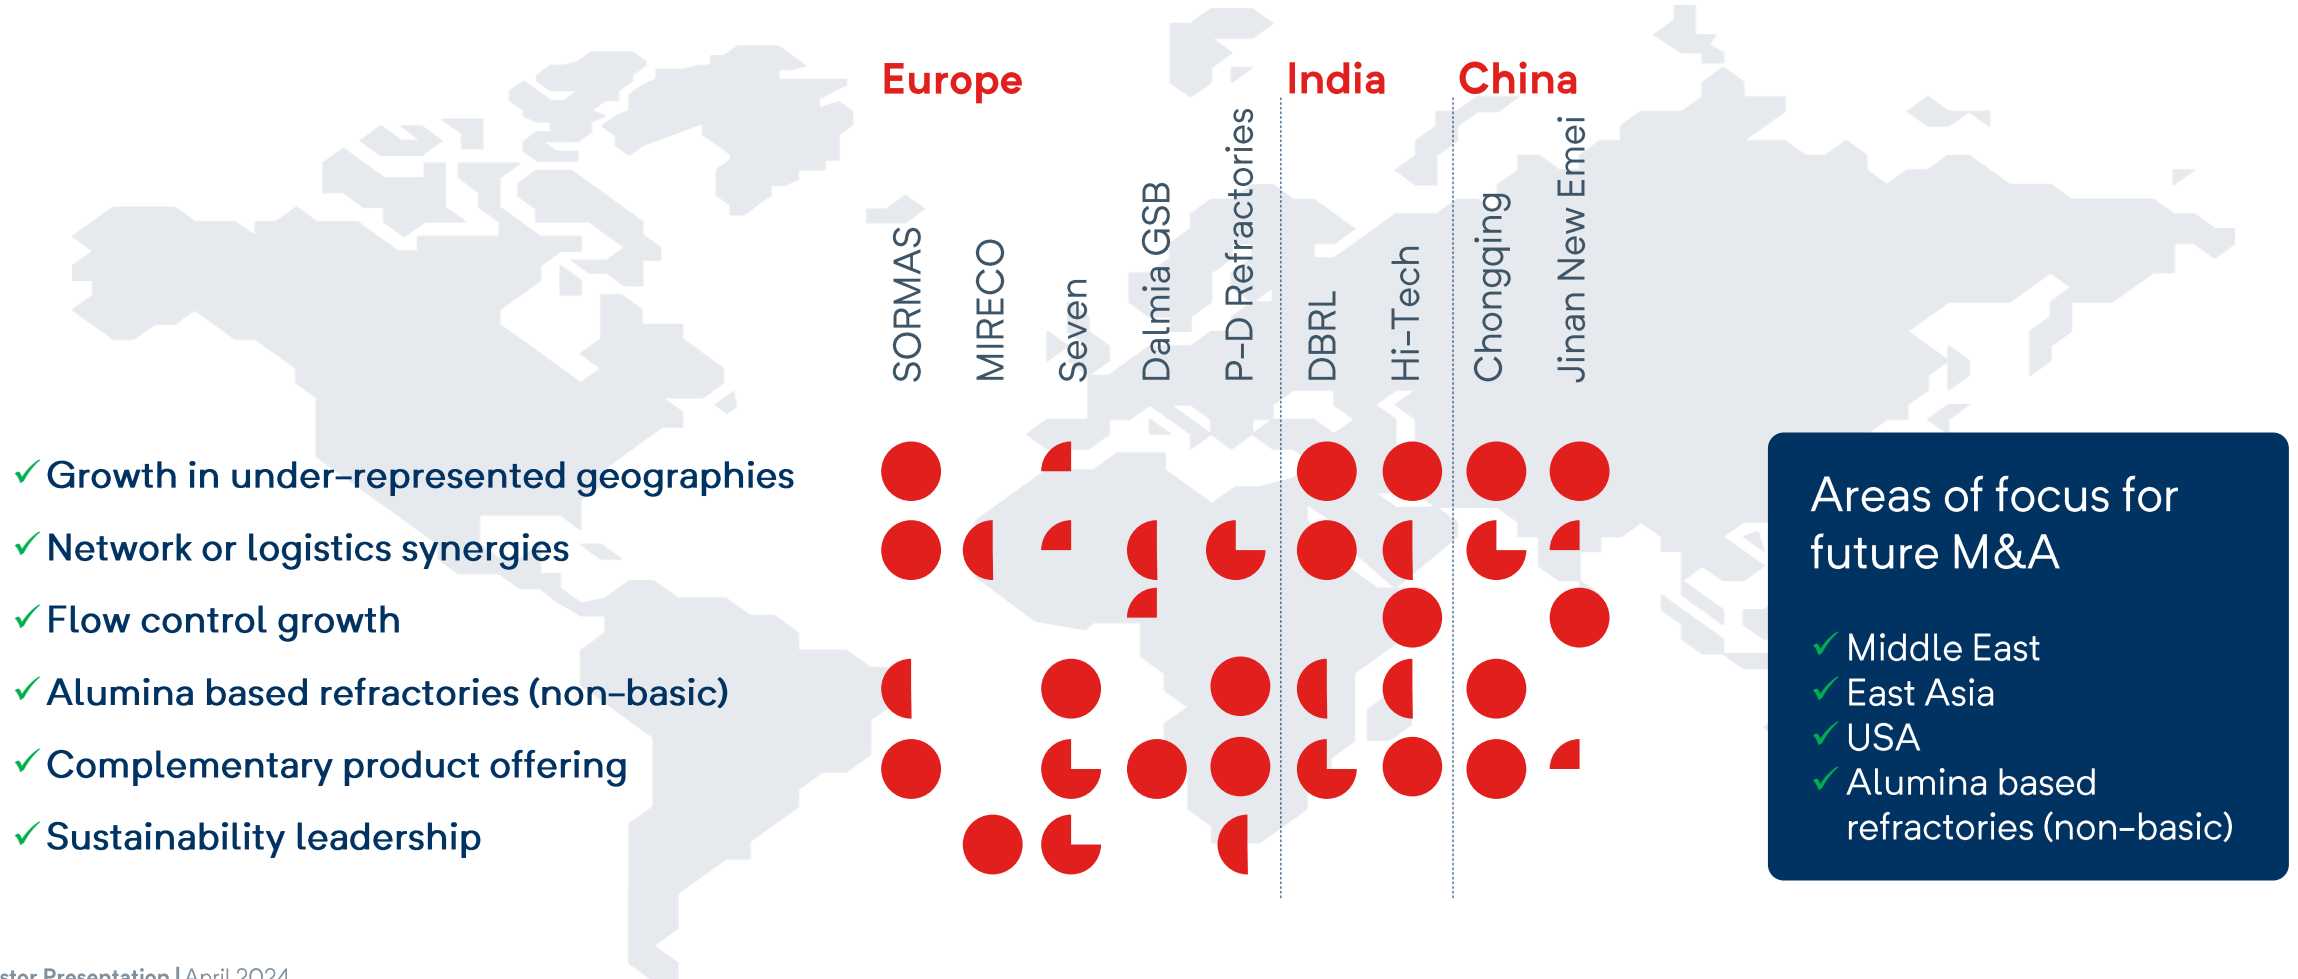 Europe
India
China
SORMAS
MIRECO
Seven
Dalmia GSB
P-D Refractories
DBRL
Hi-Tech
Chongqing
Jinan New Emei
✓ Growth in under-represented geographies
✓ Network or logistics synergies
✓ Flow control growth
✓ Alumina based refractories (non-basic)
✓ Complementary product offering
✓ Sustainability leadership
Areas of focus for
future M&A
✓ Middle East
✓ East Asia
✓ USA
✓ Alumina based
refractories (non-basic)
Presentation | April 2024